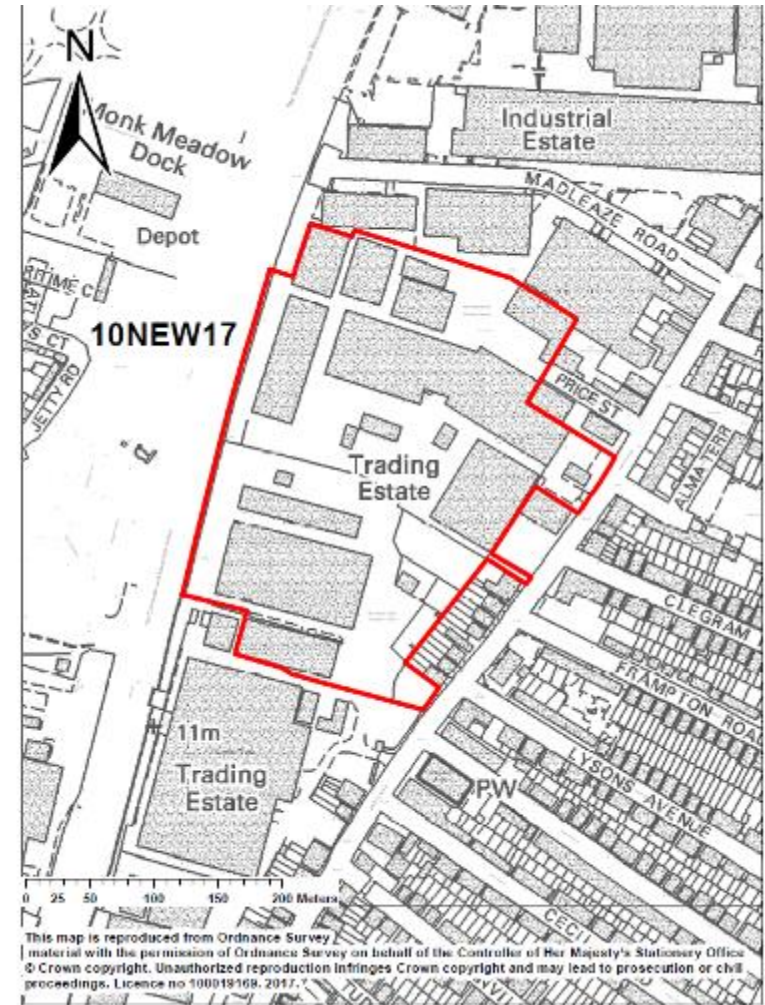 N
Monk Meadow
Dock
Depot
JETTY RD
10NEW17
Industrial
Estate
MADLEAZE ROAD
PRICE ST
ALMA TERR
Trading
Estate
CLEGRAM
FRAMPTON ROAD
LYSONS AVENUE
PW
11m
Trading
Estate
CECI
0 25 50 100 150 200 Meters
This map is reproduced from Ordnance Survey
material with the permission of Ordnance Survey on behalf of the Controller of Her Majesty's Stationery Office
© Crown copyright. Unauthorized reproduction infringes Crown copyright and may lead to prosecution or civil
proceedings. Licence no 100019169. 2017.